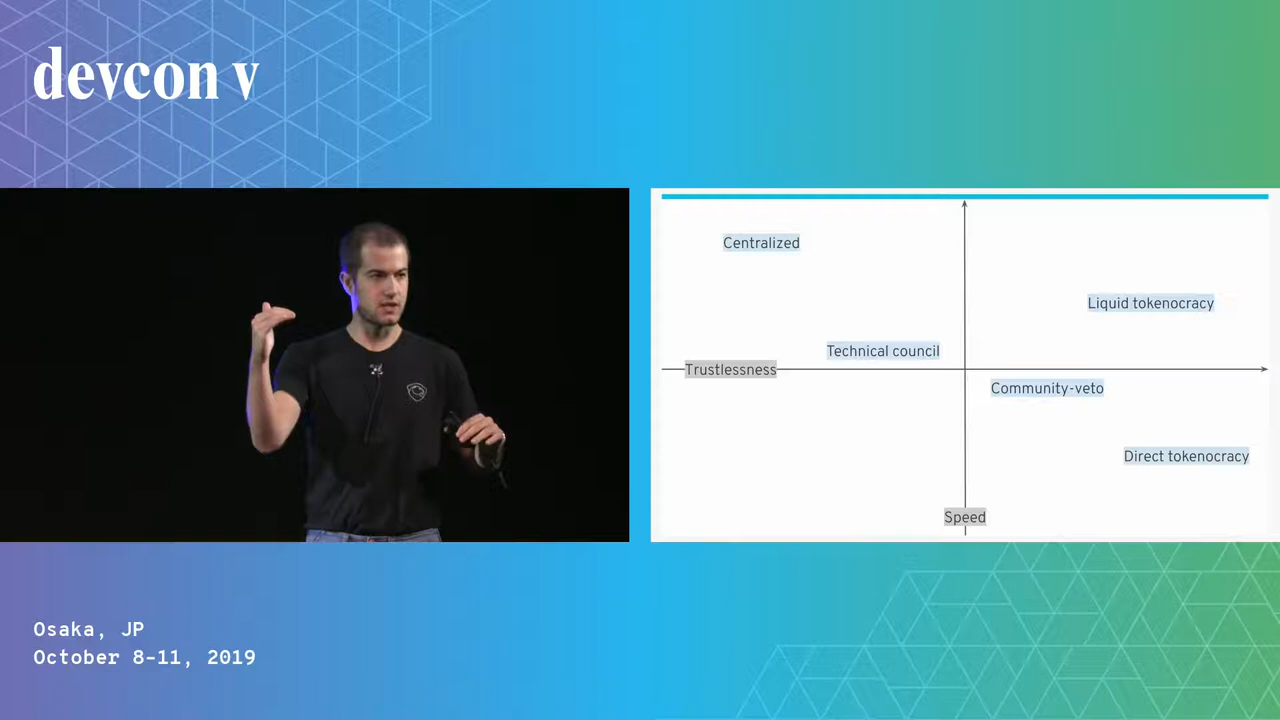 devcon v
Centralized
Liquid tokenocracy
Technical council
Trustlessness
Community-veto
Direct tokenocracy
Speed
Osaka, JP
October 8-11, 2019